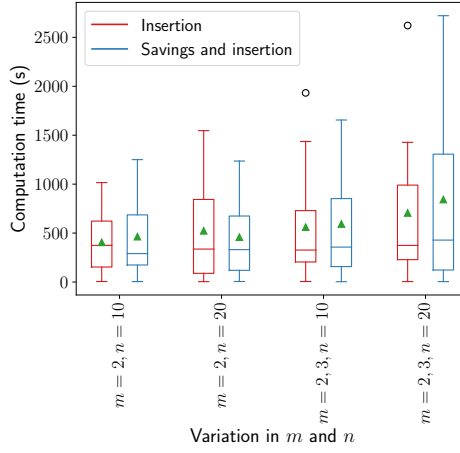 Insertion
Savings and insertion
Computation time (s)
2500
2000
1500
1000
500
0
m = 2, n = 10
m = 2, n = 20
m = 2, 3, n = 10
m = 2, 3, n = 20
Variation in m and n